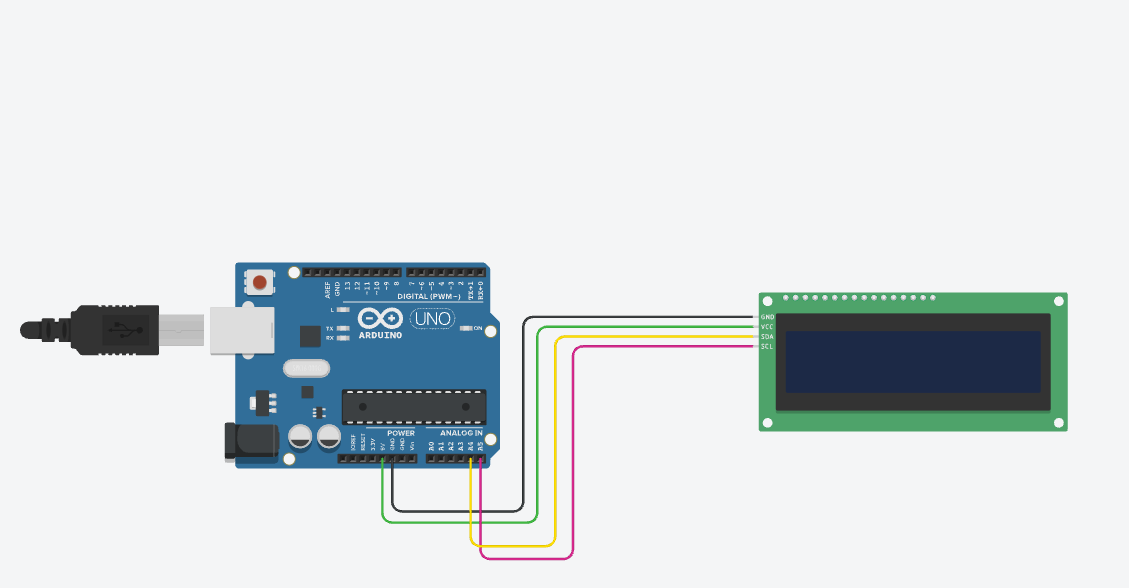 AREF
GND
13
12
~11
~10
~9
8
7
~6
~5
4
~3
2
TX→1
RX←0
DIGITAL (PWM~)
L
TX
RX
ARDUINO
UNO
ON
POWER
ANALOG IN
IOREF
RESET
3.3V
5V
GND
GND
Vin
A0
A1
A2
A3
A4
A5
GND
VCC
SDA
SCL